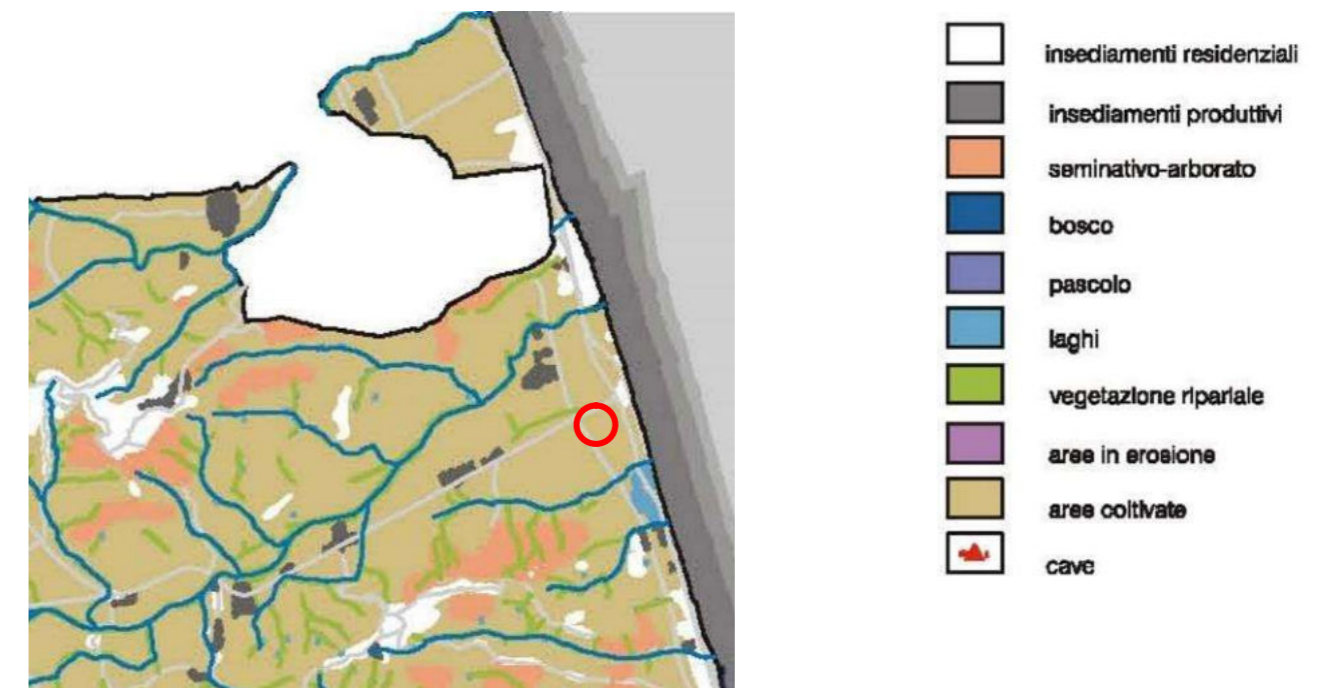 insediamenti residenziali
insediamenti produttivi
seminativo-arborato
bosco
pascolo
laghi
vegetazione ripariale
aree in erosione
aree coltivate
cave